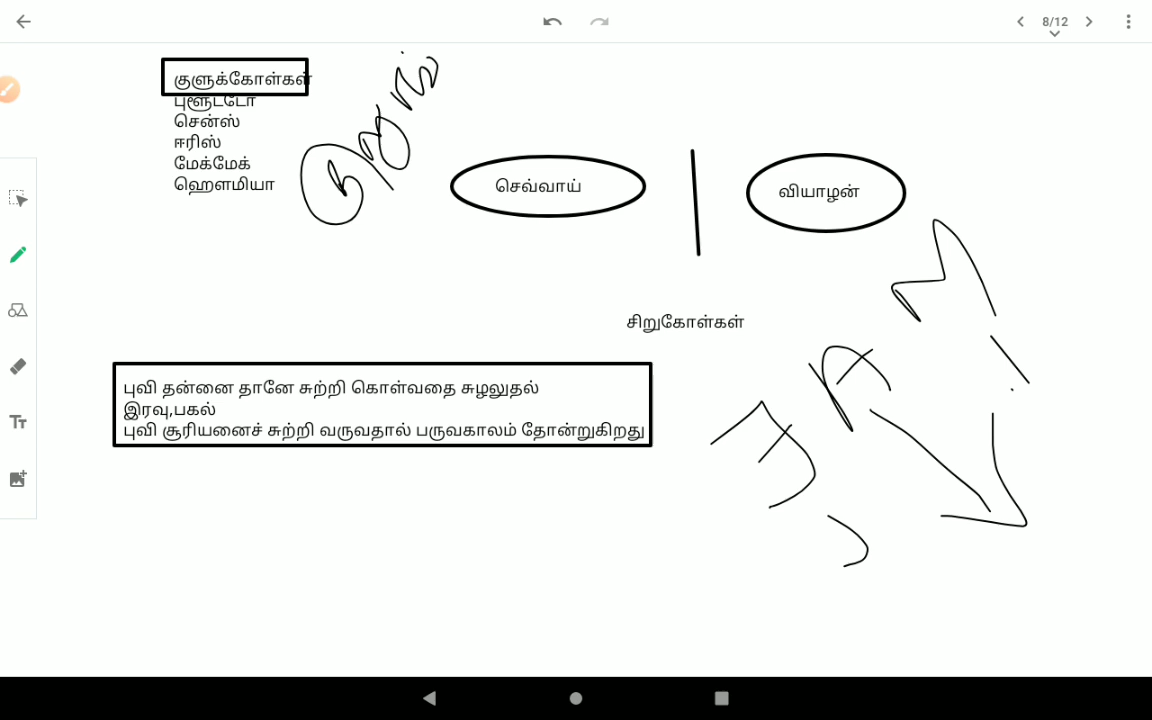 8/12
குளுக்கோள்கள்
புளூட்டோ
சென்ஸ்
ஈரிஸ்
மேக்மேக்
ஹௌமியா
செவ்வாய்
வியாழன்
சிறுகோள்கள்
புவி தன்னை தானே சுற்றி கொள்வதை சுழலுதல்
இரவு,பகல்
புவி சூரியனைச் சுற்றி வருவதால் பருவகாலம் தோன்றுகிறது
Tт